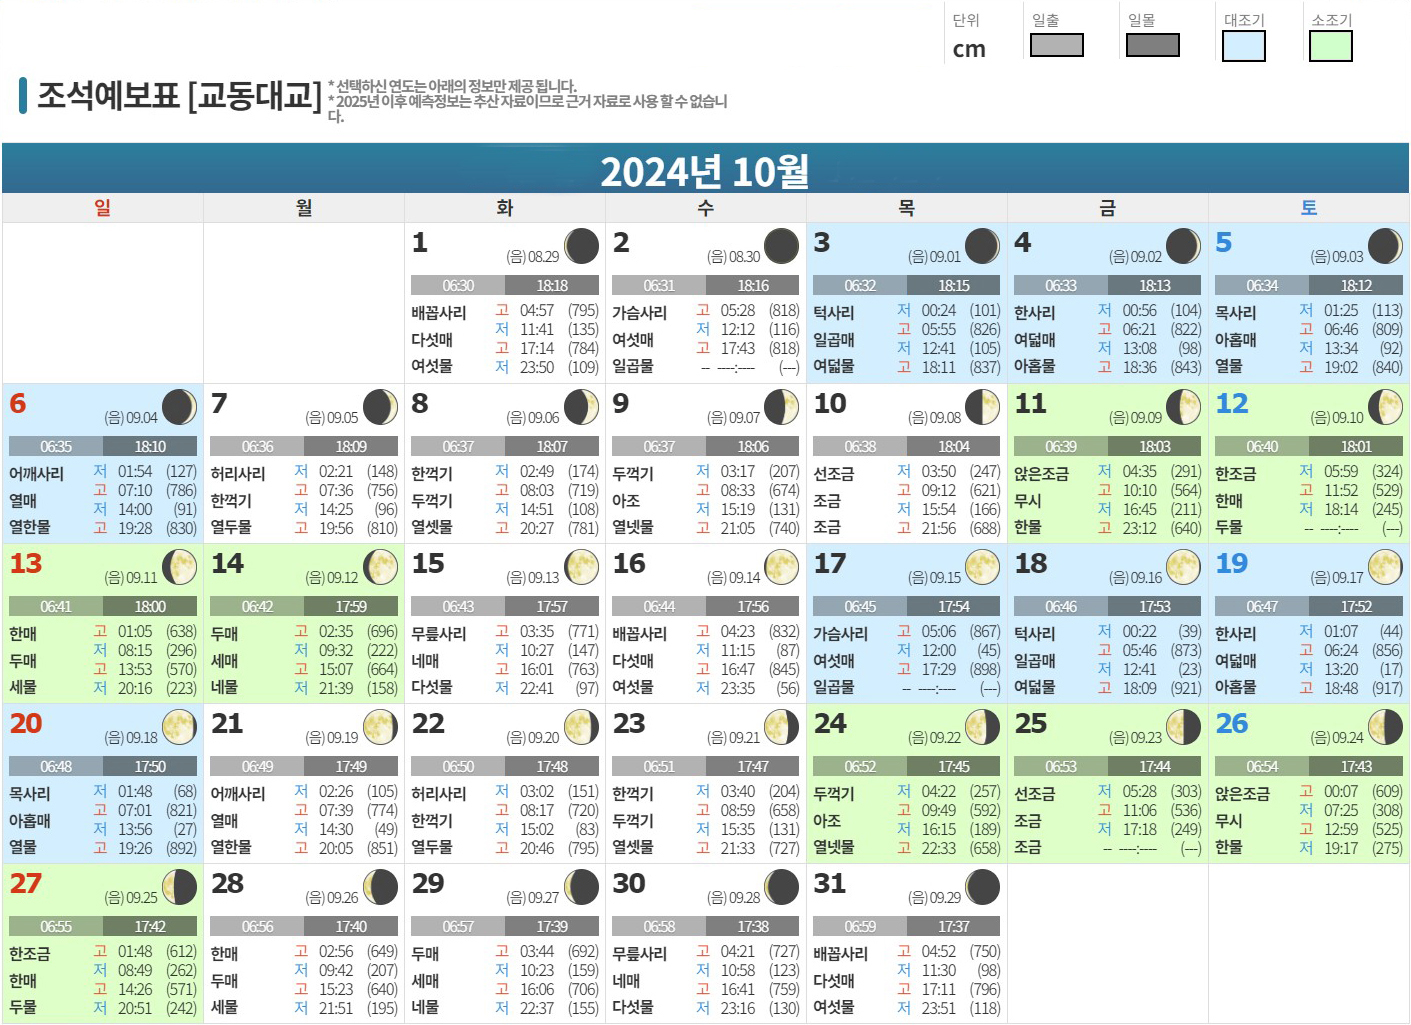 단위 일출 일몰 대조기 소조기
cm
조석예보표 [교동대교]
* 선택하신 연도는 아래의 정보만 제공 됩니다.
* 2025년 이후 예측정보는 추산 자료이므로 근거 자료로 사용 할 수 없습니
다.
2024년 10월
일 월 화 수 목 금 토
1 (음) 08.29
06:30 18:18
배꼽사리 다섯매 여섯물
고 04:57 (795)
저 11:41 (135)
고 17:14 (784)
저 23:50 (109)
2 (음) 08.30
06:31 18:16
가슴사리 여섯매 일곱물
고 05:28 (818)
저 12:12 (116)
고 17:43 (818)
-- ----:---- (---)
3 (음) 09.01
06:32 18:15
턱사리 일곱매 여덟물
저 00:24 (101)
고 05:55 (826)
저 12:41 (105)
고 18:11 (837)
4 (음) 09.02
06:33 18:13
한사리 여덟매 아홉물
저 00:56 (104)
고 06:21 (822)
저 13:08 (98)
고 18:36 (843)
5 (음) 09.03
06:34 18:12
목사리 아홉매 열물
저 01:25 (113)
고 06:46 (809)
저 13:34 (92)
고 19:02 (840)
6 (음) 09.04
06:35 18:10
어깨사리 열매 열한물
저 01:54 (127)
고 07:10 (786)
저 14:00 (91)
고 19:28 (830)
7 (음) 09.05
06:36 18:09
허리사리 한꺽기 열두물
저 02:21 (148)
고 07:36 (756)
저 14:25 (96)
고 19:56 (810)
8 (음) 09.06
06:37 18:07
한꺽기 두꺽기 열셋물
저 02:49 (174)
고 08:03 (719)
저 14:51 (108)
고 20:27 (781)
9 (음) 09.07
06:37 18:06
두꺽기 아조 열넷물
저 03:17 (207)
고 08:33 (674)
저 15:19 (131)
고 21:05 (740)
10 (음) 09.08
06:38 18:04
선조금 조금 조금
저 03:50 (247)
고 09:12 (621)
저 15:54 (166)
고 21:56 (688)
11 (음) 09.09
06:39 18:03
앉은조금 무시 한물
저 04:35 (291)
고 10:10 (564)
저 16:45 (211)
고 23:12 (640)
12 (음) 09.10
06:40 18:01
한조금 한매 두물
저 05:59 (324)
고 11:52 (529)
저 18:14 (245)
-- ----:---- (---)
13 (음) 09.11
06:41 18:00
한매 두매 세물
고 01:05 (638)
저 08:15 (296)
고 13:53 (570)
저 20:16 (223)
14 (음) 09.12
06:42 17:59
두매 세매 네물
고 02:35 (696)
저 09:32 (222)
고 15:07 (664)
저 21:39 (158)
15 (음) 09.13
06:43 17:57
무릎사리 네매 다섯물
고 03:35 (771)
저 10:27 (147)
고 16:01 (763)
저 22:41 (97)
16 (음) 09.14
06:44 17:56
배꼽사리 다섯매 여섯물
고 04:23 (832)
저 11:15 (87)
고 16:47 (845)
저 23:35 (56)
17 (음) 09.15
06:45 17:54
가슴사리 여섯매 일곱물
고 05:06 (867)
저 12:00 (45)
고 17:29 (898)
-- ----:---- (---)
18 (음) 09.16
06:46 17:53
턱사리 일곱매 여덟물
저 00:22 (39)
고 05:46 (873)
저 12:41 (23)
고 18:09 (921)
19 (음) 09.17
06:47 17:52
한사리 여덟매 아홉물
저 01:07 (44)
고 06:24 (856)
저 13:20 (17)
고 18:48 (917)
20 (음) 09.18
06:48 17:50
목사리 아홉매 열물
저 01:48 (68)
고 07:01 (821)
저 13:56 (27)
고 19:26 (892)
21 (음) 09.19
06:49 17:49
어깨사리 열매 열한물
저 02:26 (105)
고 07:39 (774)
저 14:30 (49)
고 20:05 (851)
22 (음) 09.20
06:50 17:48
허리사리 한꺽기 열두물
저 03:02 (151)
고 08:17 (720)
저 15:02 (83)
고 20:46 (795)
23 (음) 09.21
06:51 17:47
한꺽기 두꺽기 열셋물
저 03:40 (204)
고 08:59 (658)
저 15:35 (131)
고 21:33 (727)
24 (음) 09.22
06:52 17:45
두꺽기 아조 열넷물
저 04:22 (257)
고 09:49 (592)
저 16:15 (189)
고 22:33 (658)
25 (음) 09.23
06:53 17:44
선조금 조금 조금
저 05:28 (303)
고 11:06 (536)
저 17:18 (249)
-- ----:---- (---)
26 (음) 09.24
06:54 17:43
앉은조금 무시 한물
고 00:07 (609)
저 07:25 (308)
고 12:59 (525)
저 19:17 (275)
27 (음) 09.25
06:55 17:42
한조금 한매 두물
고 01:48 (612)
저 08:49 (262)
고 14:26 (571)
저 20:51 (242)
28 (음) 09.26
06:56 17:40
한매 두매 세물
고 02:56 (649)
저 09:42 (207)
고 15:23 (640)
저 21:51 (195)
29 (음) 09.27
06:57 17:39
두매 세매 네물
고 03:44 (692)
저 10:23 (159)
고 16:06 (706)
저 22:37 (155)
30 (음) 09.28
06:58 17:38
무릎사리 네매 다섯물
고 04:21 (727)
저 10:58 (123)
고 16:41 (759)
저 23:16 (130)
31 (음) 09.29
06:59 17:37
배꼽사리 다섯매 여섯물
고 04:52 (750)
저 11:30 (98)
고 17:11 (796)
저 23:51 (118)